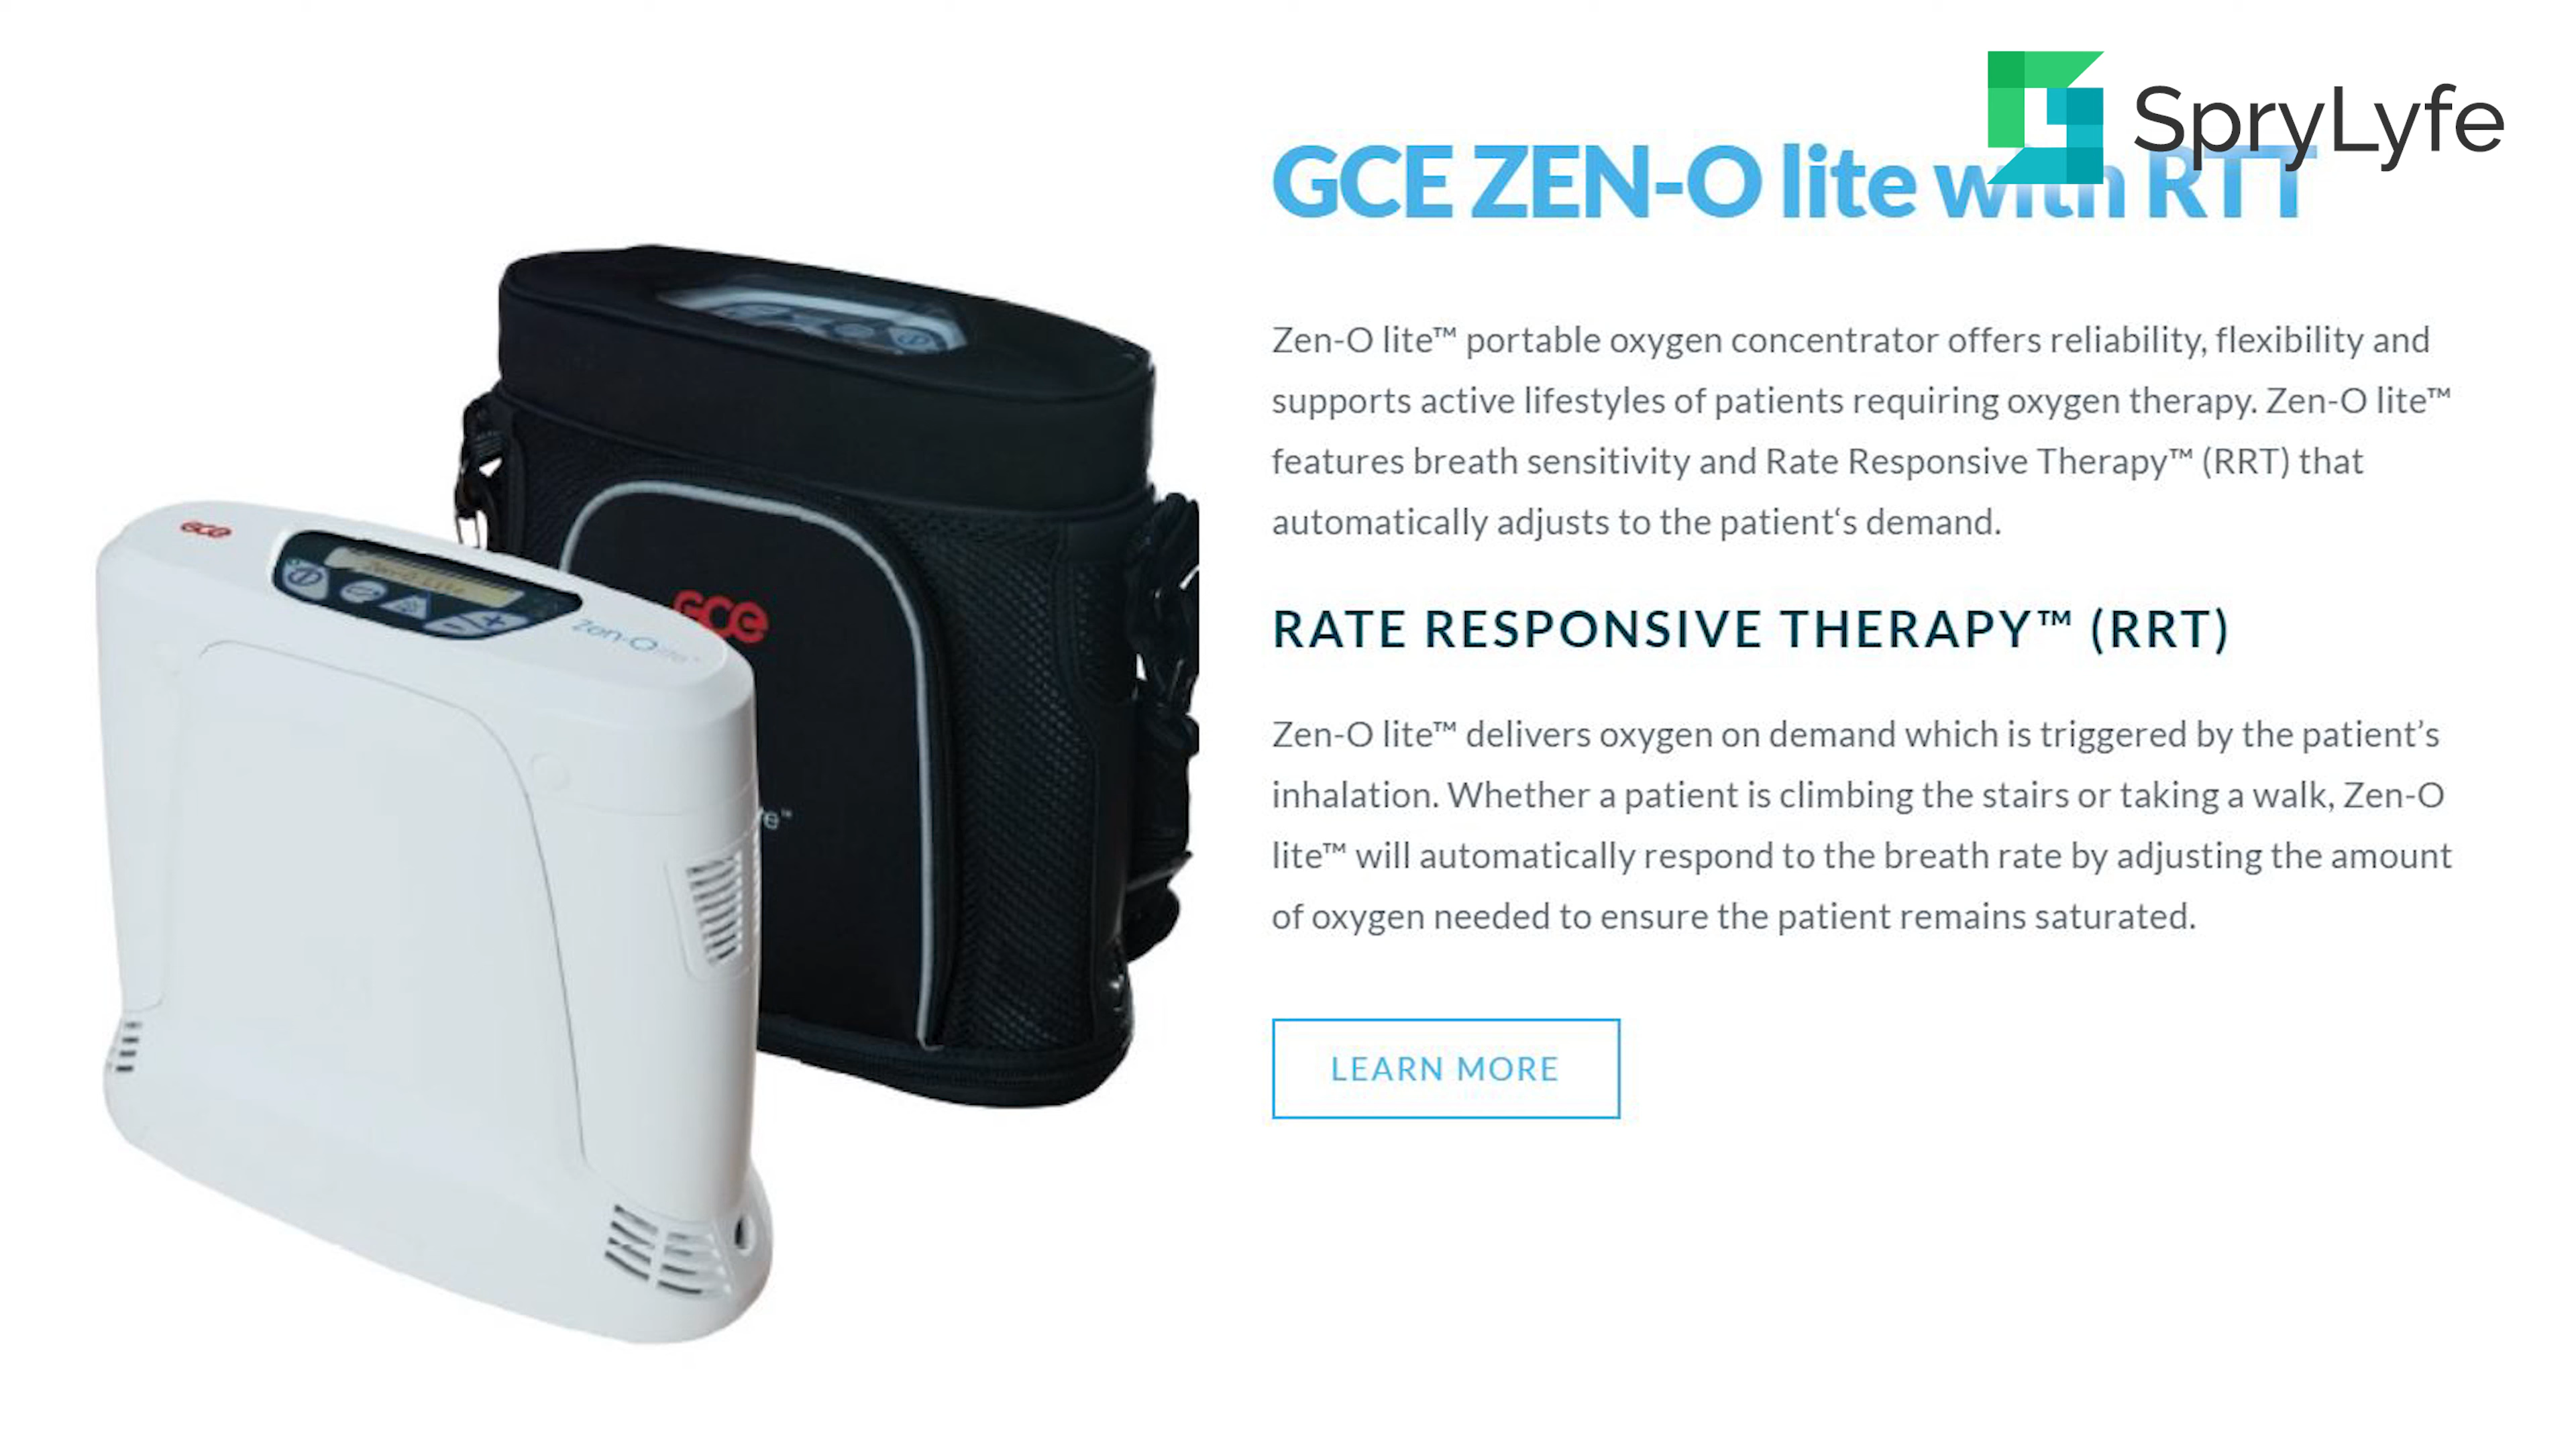 SpryLyfe
GCE ZEN-O lite with RTT
Zen-O lite™ portable oxygen concentrator offers reliability, flexibility and
supports active lifestyles of patients requiring oxygen therapy. Zen-O lite™
features breath sensitivity and Rate Responsive Therapy™ (RRT) that
automatically adjusts to the patient‘s demand.
RATE RESPONSIVE THERAPY™ (RRT)
Zen-O lite™ delivers oxygen on demand which is triggered by the patient’s
inhalation. Whether a patient is climbing the stairs or taking a walk, Zen-O
lite™ will automatically respond to the breath rate by adjusting the amount
of oxygen needed to ensure the patient remains saturated.
LEARN MORE
gce
Zen-O Lite
zen-O lite™
gce